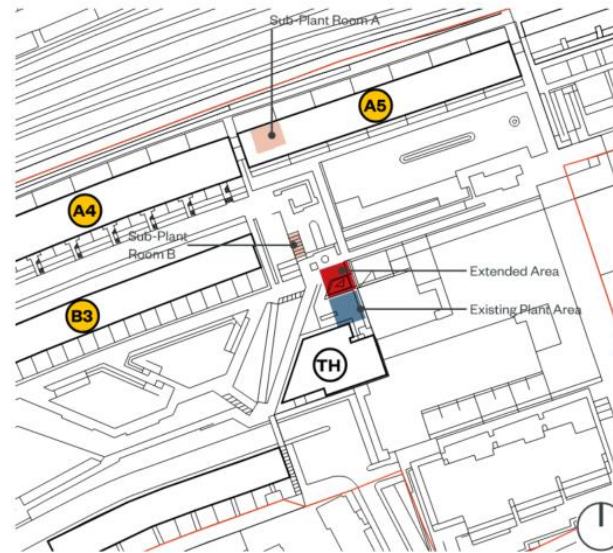 Sub-Plant Room A
A5
A4
Sub-Plant
Room B
Extended Area
B3
Existing Plant Area
TH